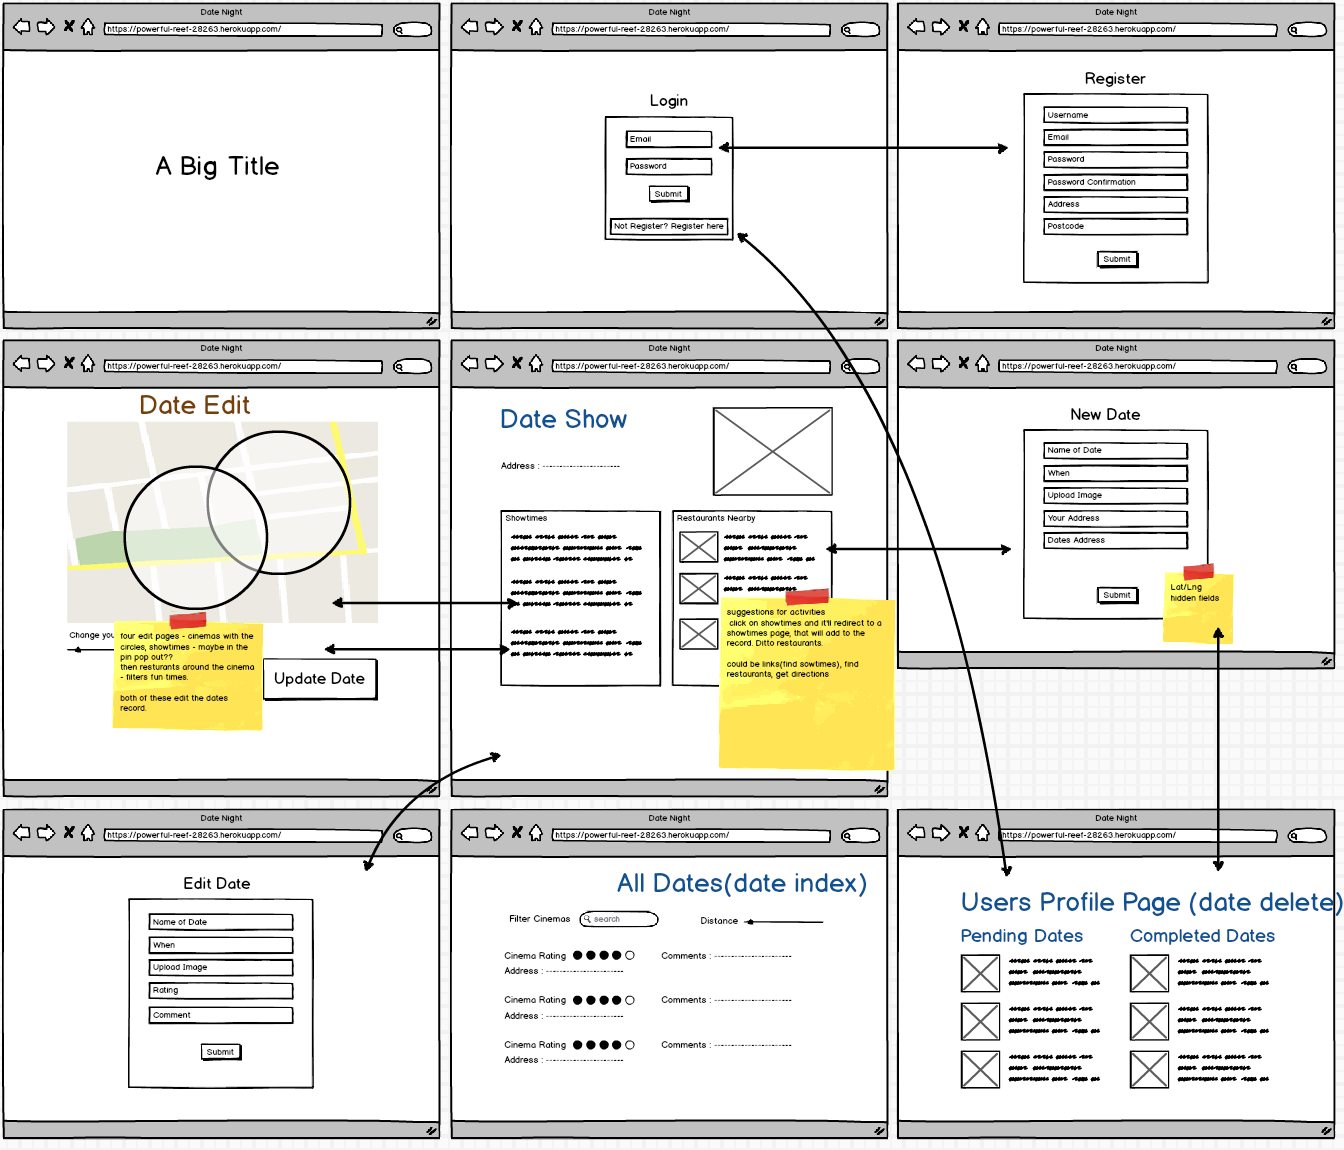 Date Night
https://powerful-reef-28263.herokuapp.com/
A Big Title
Date Night
https://powerful-reef-28263.herokuapp.com/
Login
Email
Password
Submit
Not Register? Register here
Date Night
https://powerful-reef-28263.herokuapp.com/
Register
Username
Email
Password
Password Confirmation
Address
Postcode
Submit
Date Night
https://powerful-reef-28263.herokuapp.com/
Date Edit
Change you
four edit pages - cinemas with the
circles, showtimes - maybe in the
pin pop out??
then resturants around the cinema
- filters fun times.
both of these edit the dates
record.
Update Date
Date Night
https://powerful-reef-28263.herokuapp.com/
Date Show
Address :
Showtimes
Restaurants Nearby
suggestions for activities
click on showtimes and it'll redirect to a
showtimes page, that will add to the
record. Ditto restaurants.
could be links(find sowtimes), find
restaurants, get directions
Date Night
https://powerful-reef-28263.herokuapp.com/
New Date
Name of Date
When
Upload Image
Your Address
Dates Address
Submit
Lat/Lng
hidden fields
Date Night
https://powerful-reef-28263.herokuapp.com/
Edit Date
Name of Date
When
Upload Image
Rating
Comment
Submit
Date Night
https://powerful-reef-28263.herokuapp.com/
All Dates(date index)
Filter Cinemas
search
Distance
Cinema Rating
Comments :
Address :
Cinema Rating
Comments :
Address :
Cinema Rating
Comments :
Address :
Date Night
https://powerful-reef-28263.herokuapp.com/
Users Profile Page (date delete)
Pending Dates
Completed Dates